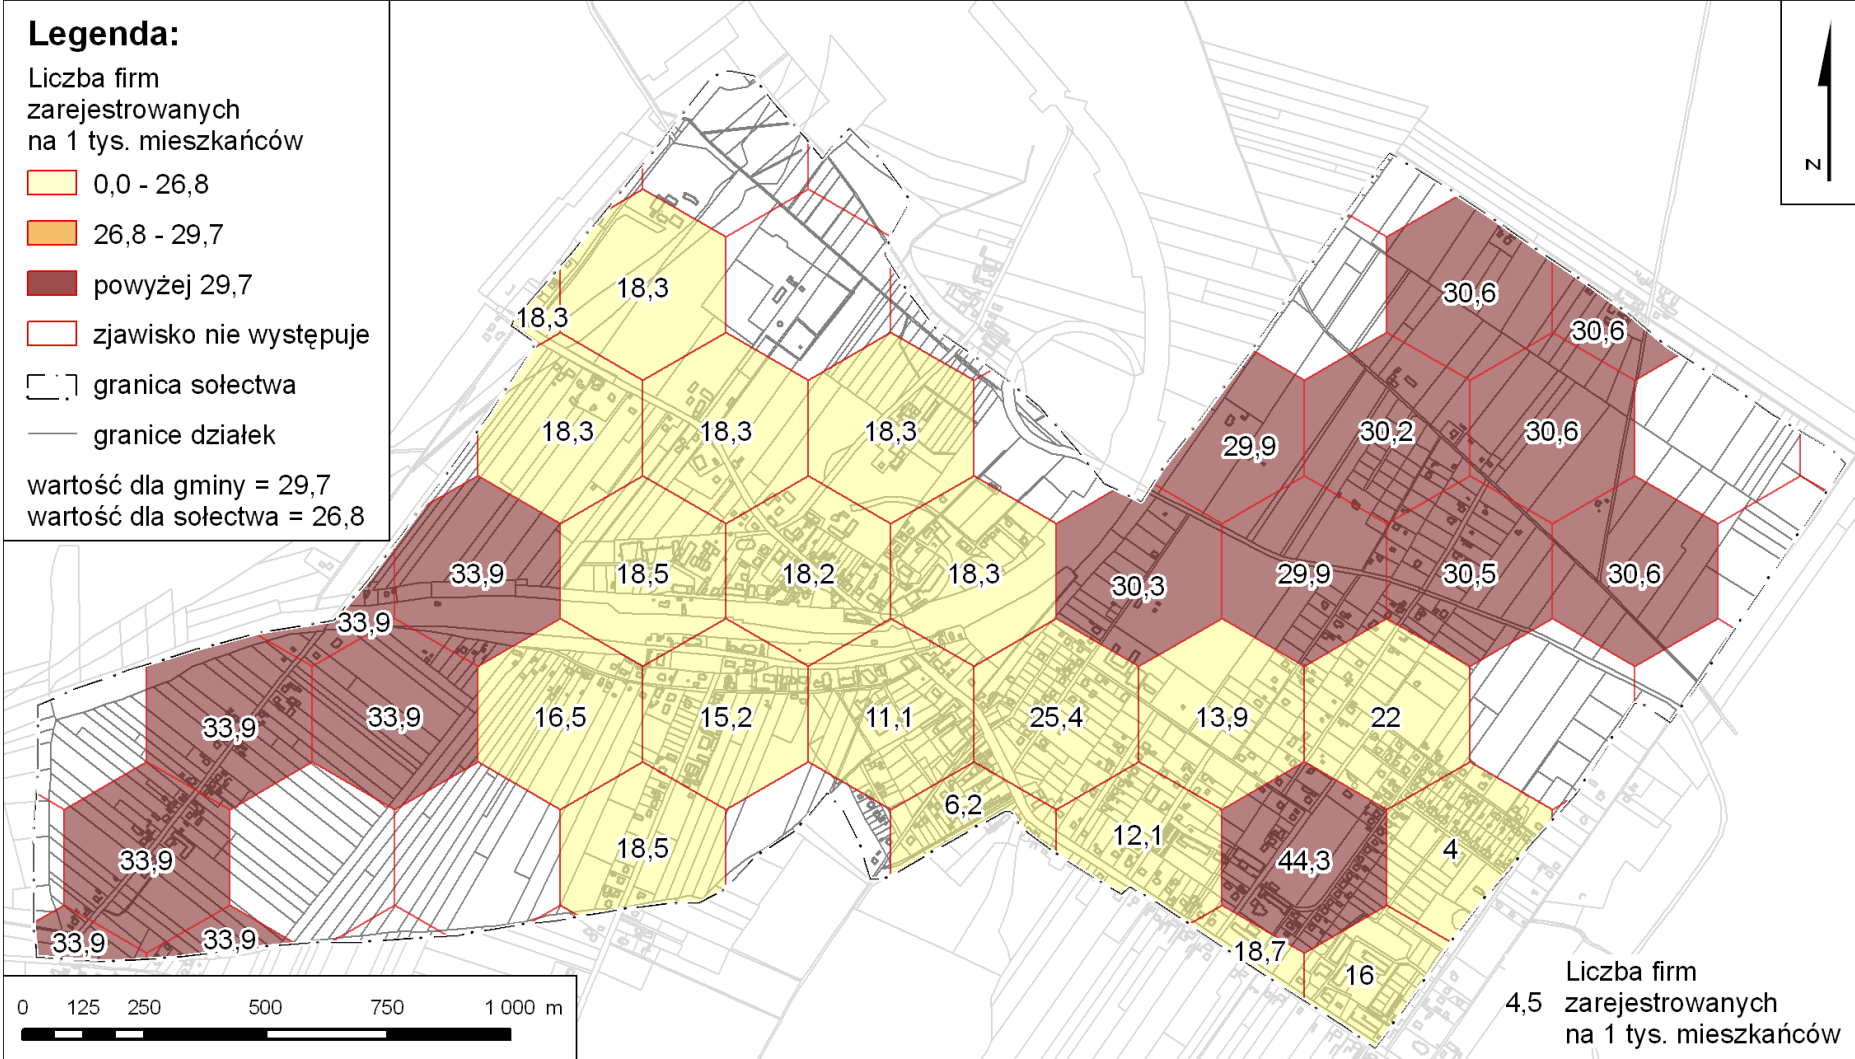 Legenda:
Liczba firm
zarejestrowanych
na 1 tys. mieszkańców
0,0 - 26,8
26,8 - 29,7
powyżej 29,7
zjawisko nie występuje
granica sołectwa
granice działek
wartość dla gminy = 29,7
wartość dla sołectwa = 26,8
Z
18,3
18,3
30,6
30,6
18,3
18,3
18,3
29,9
30,2
30,6
33,9
18,5
18,2
18,3
30,3
29,9
30,5
30,6
33,9
33,9
33,9
16,5
15,2
11,1
25,4
13,9
22
33,9
18,5
6,2
12,1
44,3
4
33,9
33,9
18,7
16
0 125 250 500 750 1 000 m
4,5
Liczba firm
zarejestrowanych
na 1 tys. mieszkańców